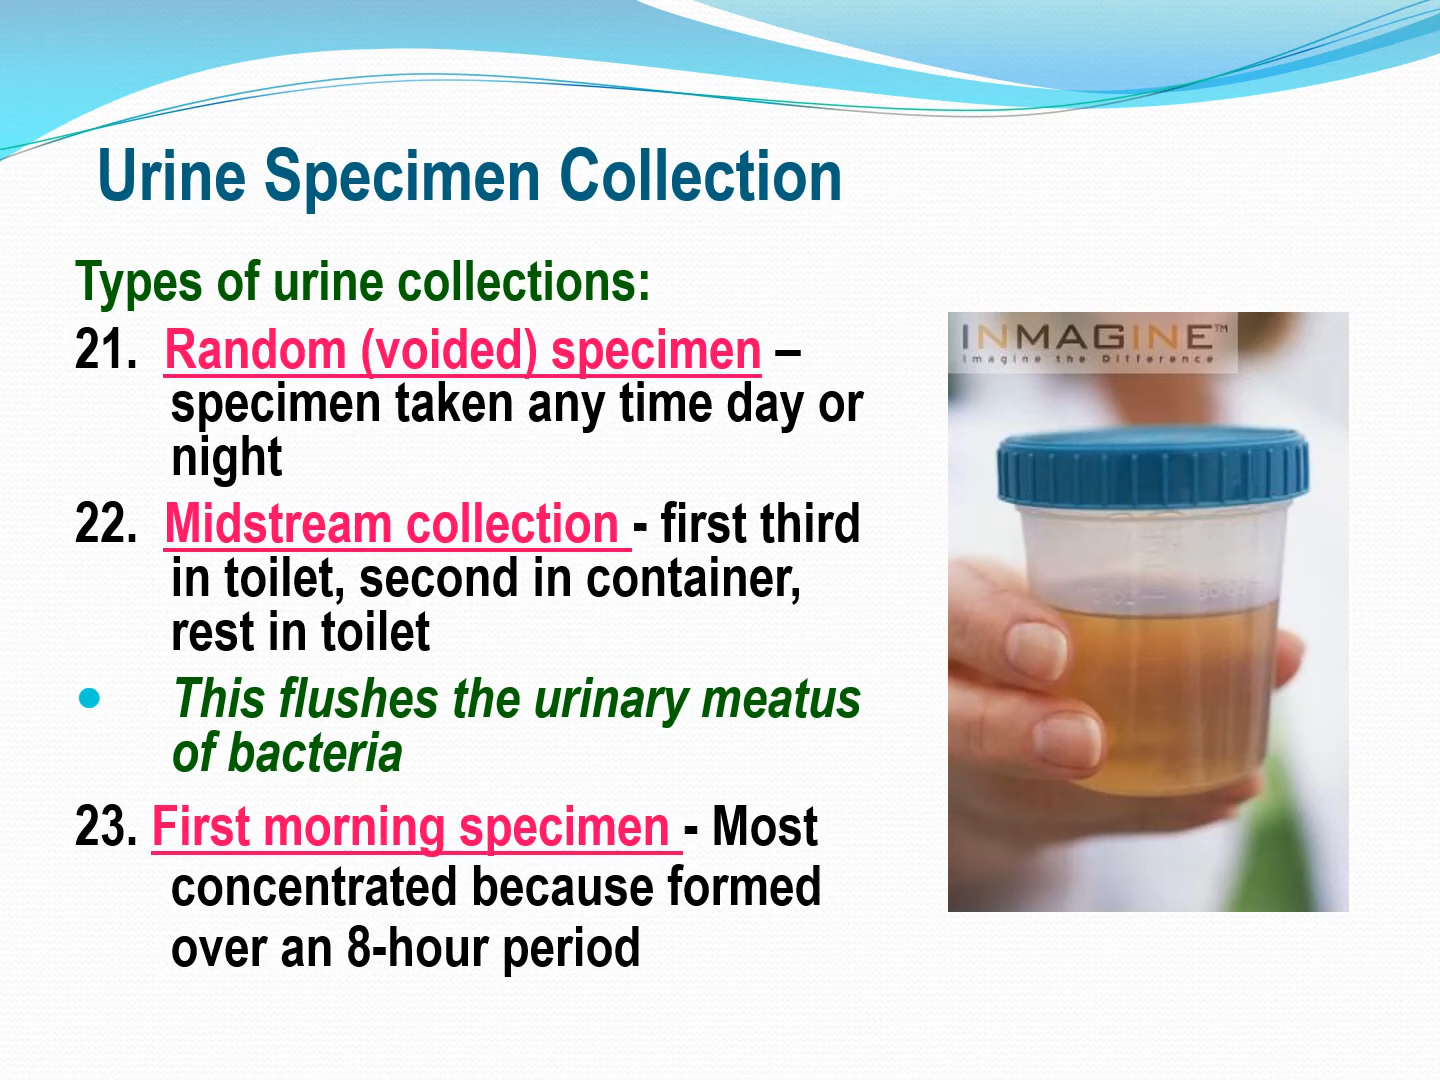 Urine Specimen Collection
Types of urine collections:
21. Random (voided) specimen –
specimen taken any time day or
night
22. Midstream collection - first third
in toilet, second in container,
rest in toilet
• This flushes the urinary meatus
of bacteria
23. First morning specimen - Most
concentrated because formed
over an 8-hour period
INMAGINE™
Imagine the Difference